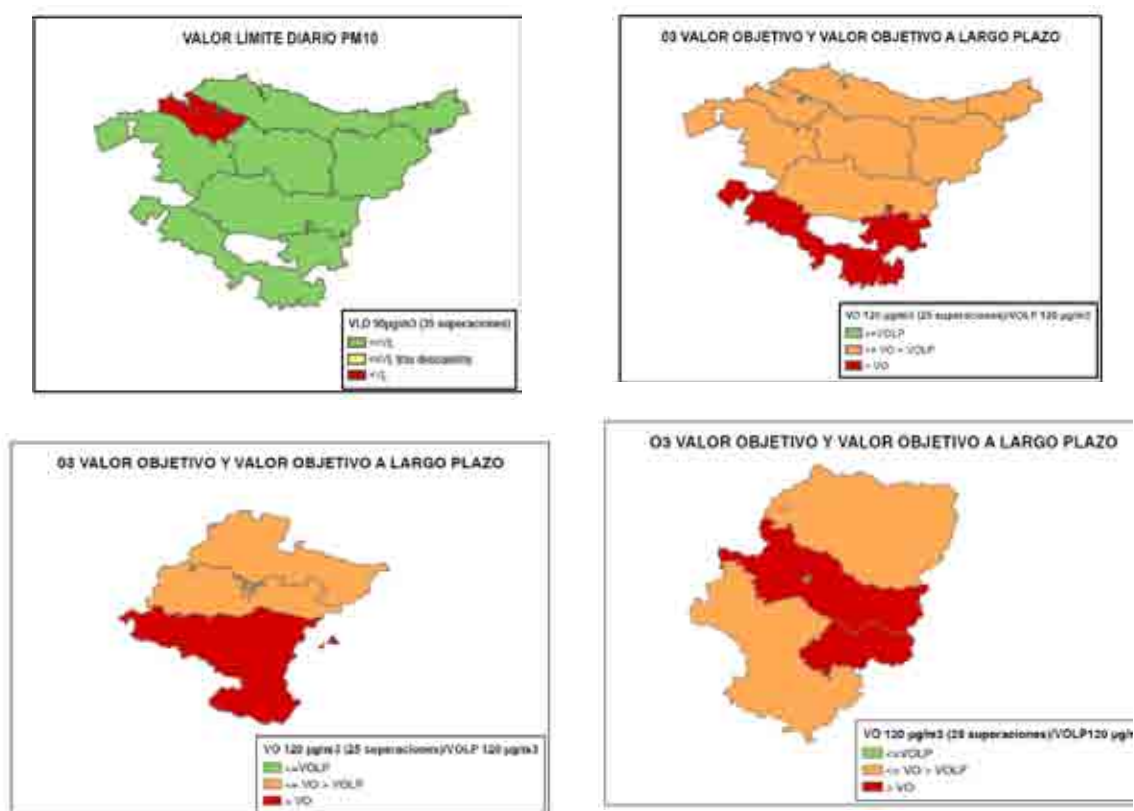 VALOR LÍMITE DIARIO PM10
VLD 50µg/m3 (35 superaciones)
<=VL
>VL
03 VALOR OBJETIVO Y VALOR OBJETIVO A LARGO PLAZO
VO 120 µg/m3 (25 superaciones)/VOLP 120 µg/m3
<=VOLP
<= VO > VOLP
> VO
03 VALOR OBJETIVO Y VALOR OBJETIVO A LARGO PLAZO
VO 120 µg/m3 (25 superaciones)/VOLP 120 µg/m3
<=VOLP
<= VO > VOLP
> VO
O3 VALOR OBJETIVO Y VALOR OBJETIVO A LARGO PLAZO
VO 120 µg/m3 (25 superaciones)/VOLP120 µg/m
<=VOLP
<= VO > VOLP
> VO